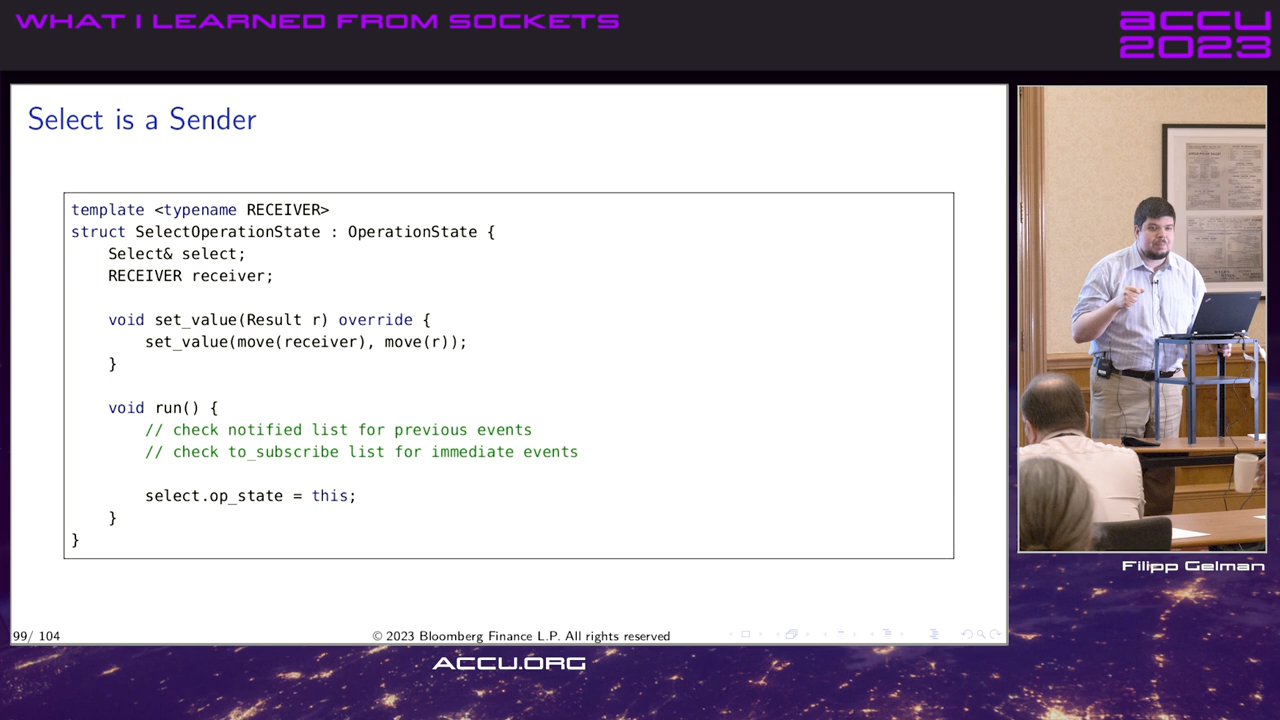 WHAT I LEARNED FROM SOCKETS
ACCU
2023
Select is a Sender
template <typename RECEIVER>
struct SelectOperationState : OperationState {
Select& select;
RECEIVER receiver;
void set_value(Result r) override {
set_value(move(receiver), move(r));
}
void run() {
// check notified list for previous events
// check to_subscribe list for immediate events
select.op_state = this;
}
}
99/ 104
© 2023 Bloomberg Finance L.P. All rights reserved
Filipp Gelman
ACCU.ORG